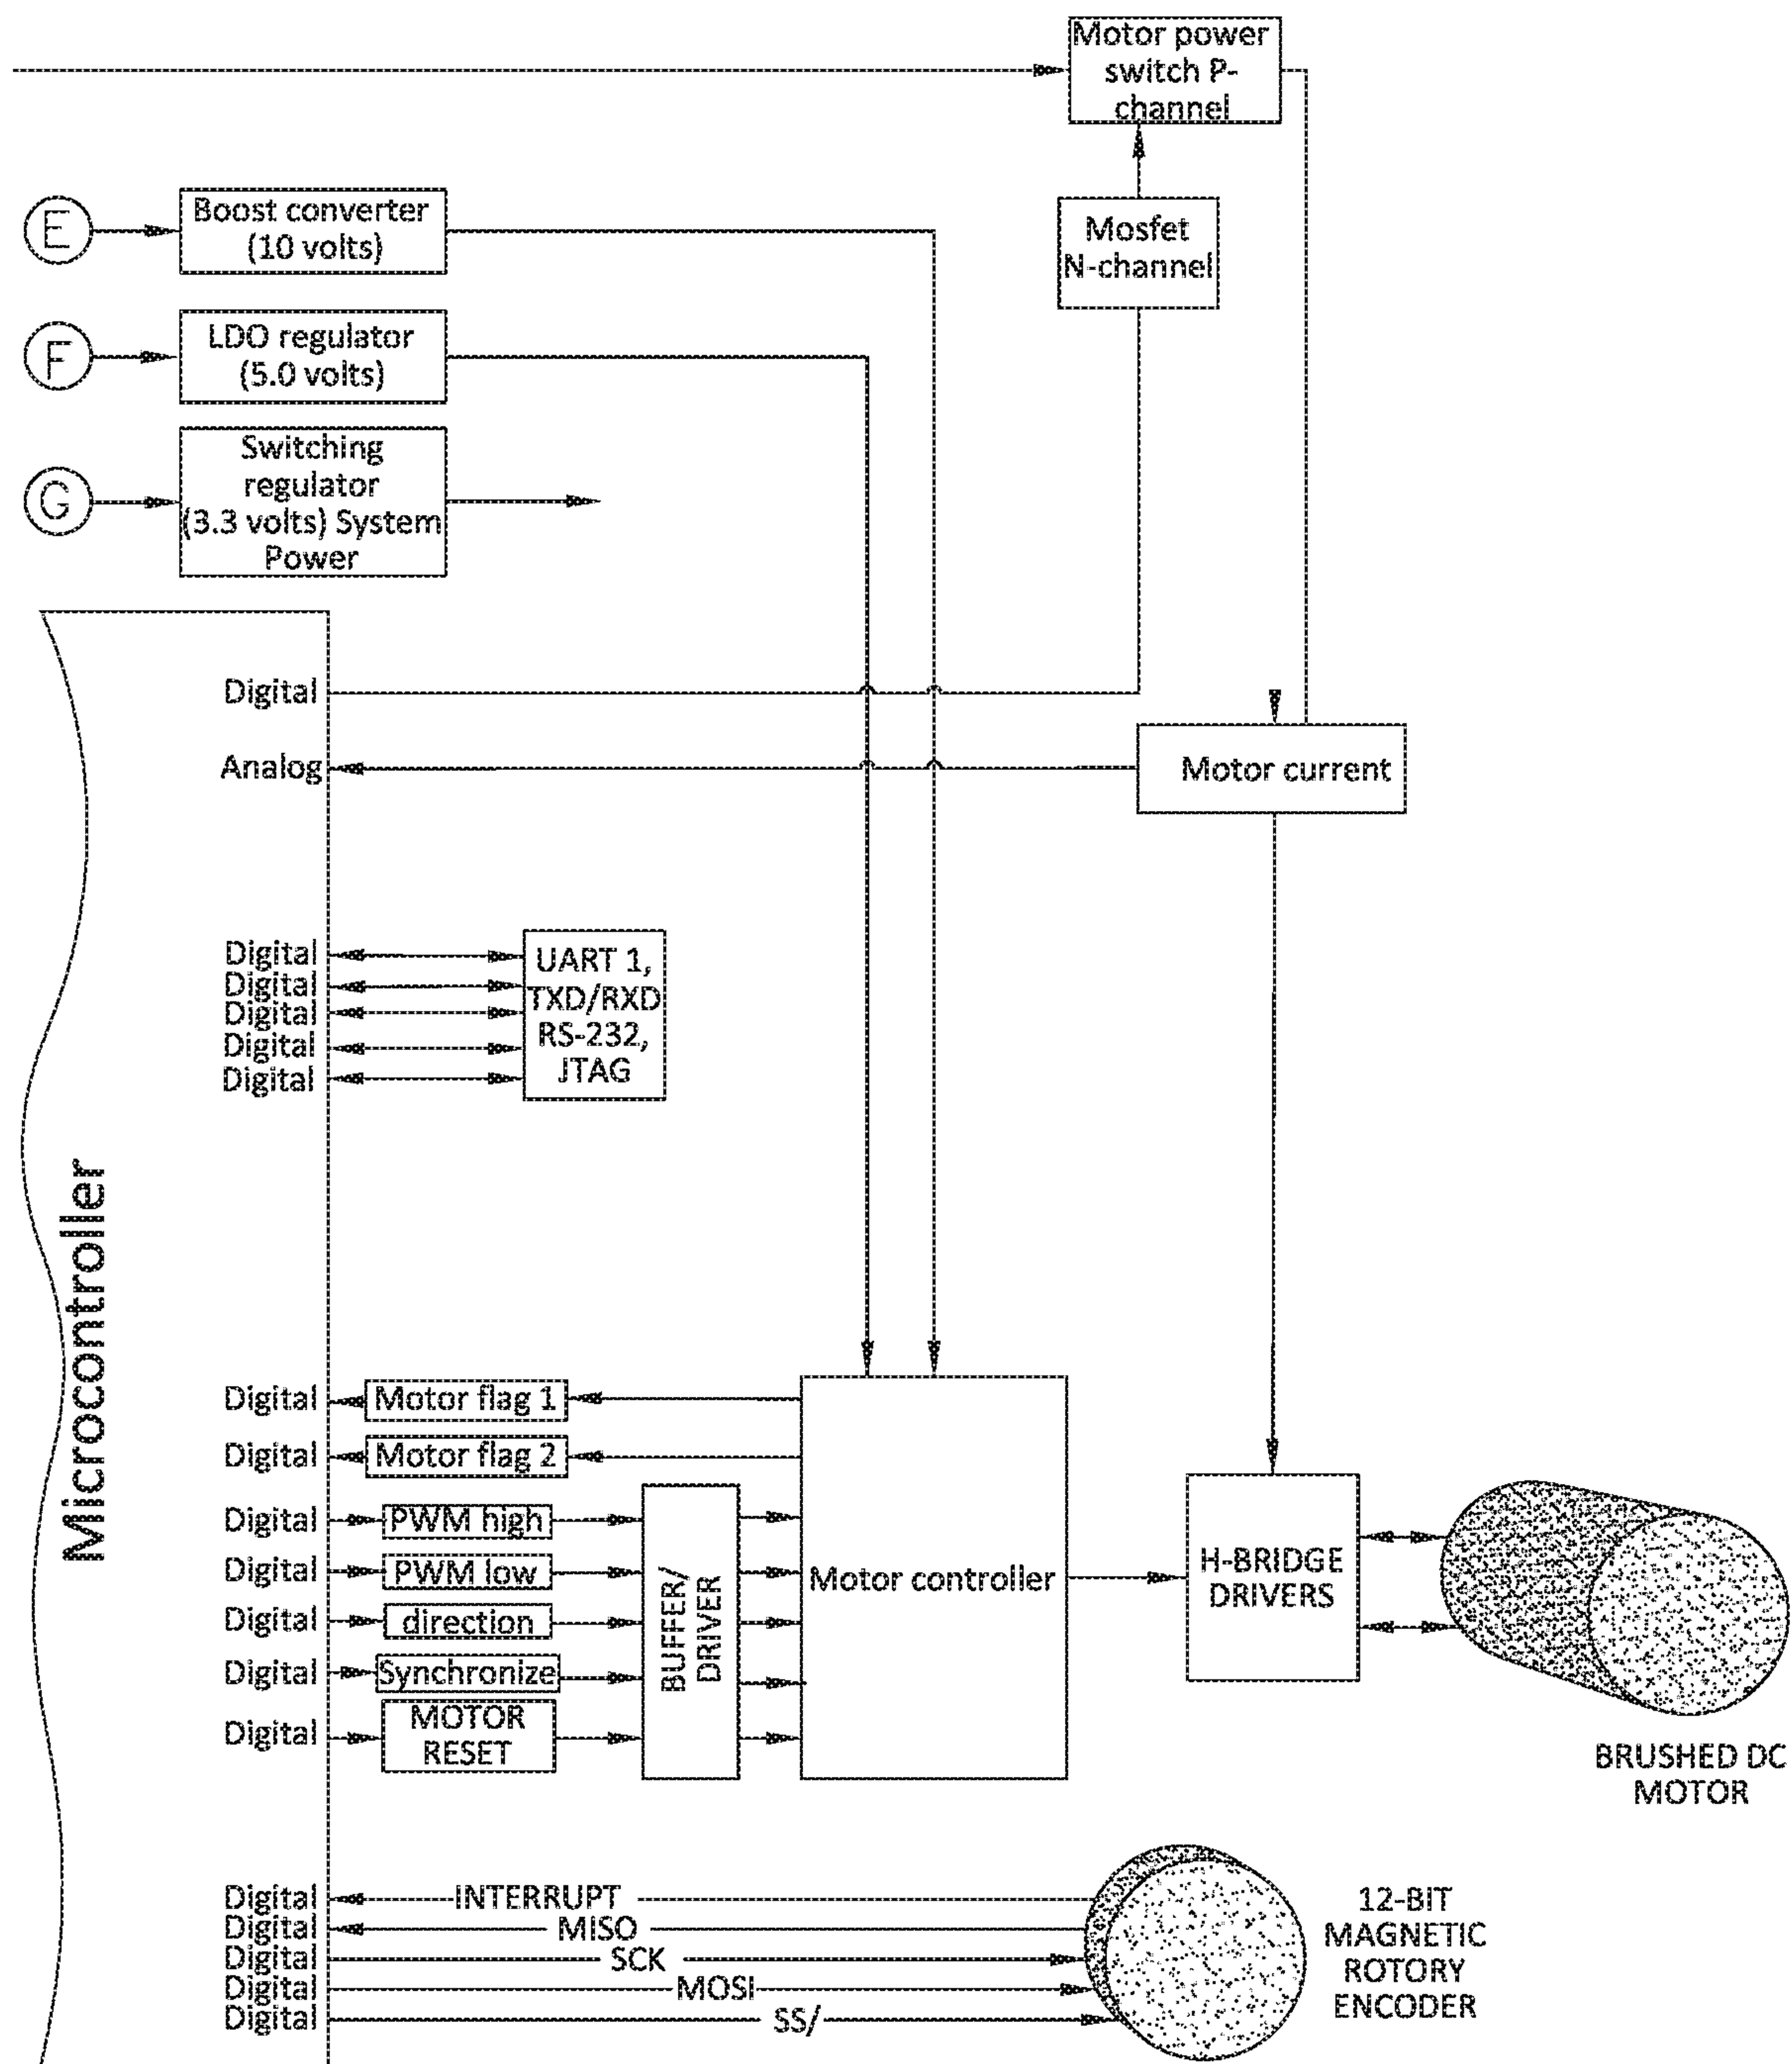 Motor power
switch P-
channel
E
Boost converter
(10 volts)
Mosfet
N-channel
F
LDO regulator
(5.0 volts)
G
Switching
regulator
(3.3 volts) System
Power
Microcontroller
Digital
Analog
Motor current
Digital
Digital
Digital
Digital
Digital
UART 1,
TXD/RXD
RS-232,
JTAG
Digital
Motor flag 1
Digital
Motor flag 2
Digital
PWM high
Digital
PWM low
Digital
direction
Digital
Synchronize
Digital
MOTOR
RESET
BUFFER/
DRIVER
Motor controller
H-BRIDGE
DRIVERS
BRUSHED DC
MOTOR
Digital
INTERRUPT
Digital
MISO
Digital
SCK
Digital
MOSI
Digital
SS/
12-BIT
MAGNETIC
ROTORY
ENCODER